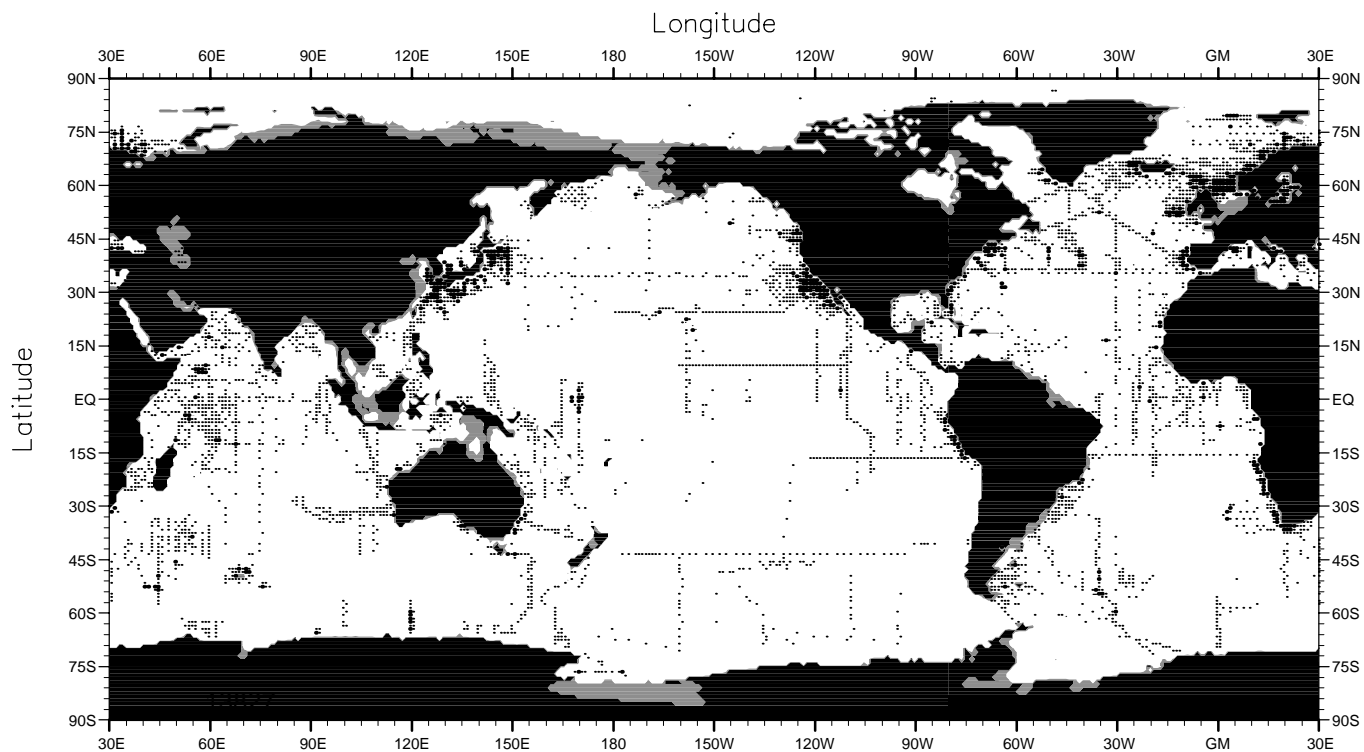 Longitude
30E 60E 90E 120E 150E 180 150W 120W 90W 60W 30W GM 30E
90N 90N
75N 75N
60N 60N
45N 45N
30N 30N
15N 15N
EQ EQ
Latitude
15S 15S
30S 30S
45S 45S
60S 60S
75S 75S
90S 90S
30E 60E 90E 120E 150E 180 150W 120W 90W 60W 30W GM 30E